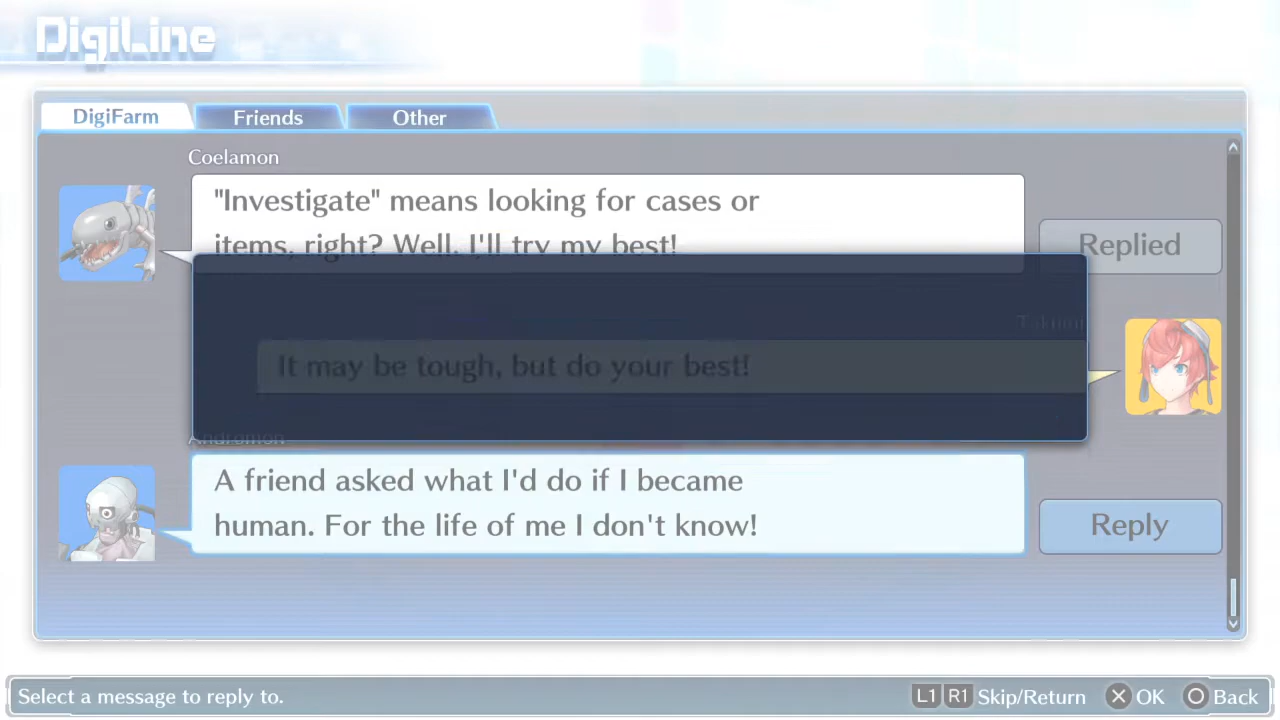 DigiLine
DigiFarm
Friends
Other
Coelamon
"Investigate" means looking for cases or
items, right? Well, I'll try my best!
Replied
Takumi
It may be tough, but do your best!
Andromon
A friend asked what I'd do if I became
human. For the life of me I don't know!
Reply
Select a message to reply to.
L1 R1 Skip/Return
OK
Back